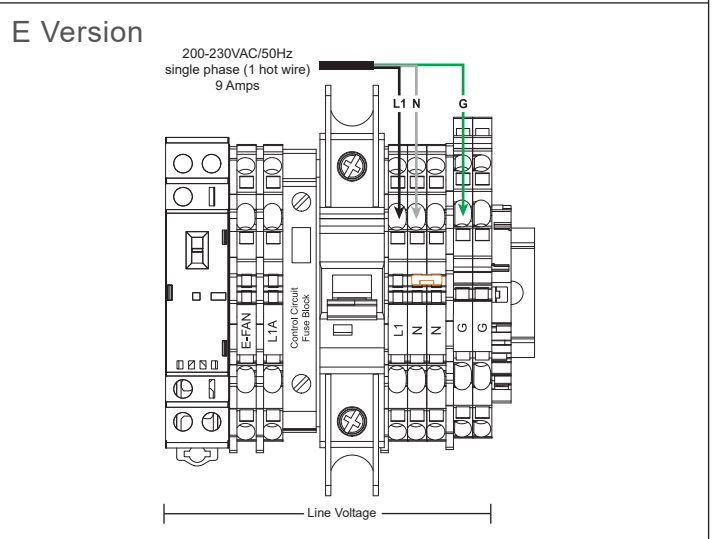 E Version
200-230VAC/50Hz
single phase (1 hot wire)
9 Amps
L1 N G
E-FAN
L1A
Control Circuit
Fuse Block
L1
N
N
G
G
Line Voltage